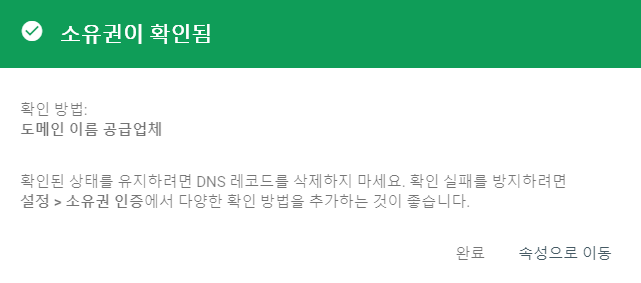 소유권이 확인됨
확인 방법:
도메인 이름 공급업체
확인된 상태를 유지하려면 DNS 레코드를 삭제하지 마세요. 확인 실패를 방지하려면
설정 > 소유권 인증에서 다양한 확인 방법을 추가하는 것이 좋습니다.
완료 속성으로 이동